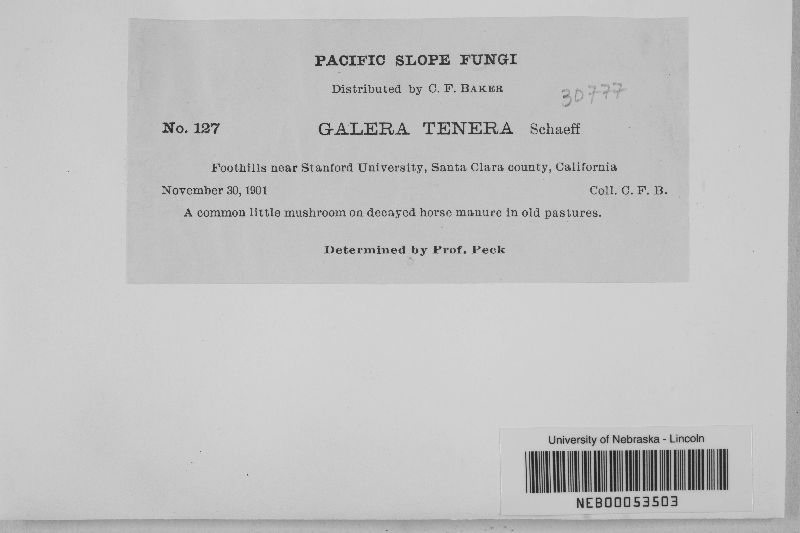 PACIFIC SLOPE FUNGI
Distributed by C. F. BAKER
30777
No. 127 GALERA TENERA Schaeff
Foothills near Stanford University, Santa Clara county, California
November 30, 1901 Coll. C. F. B.
A common little mushroom on decayed horse manure in old pastures.
Determined by Prof. Peck
University of Nebraska - Lincoln
NEB00053503